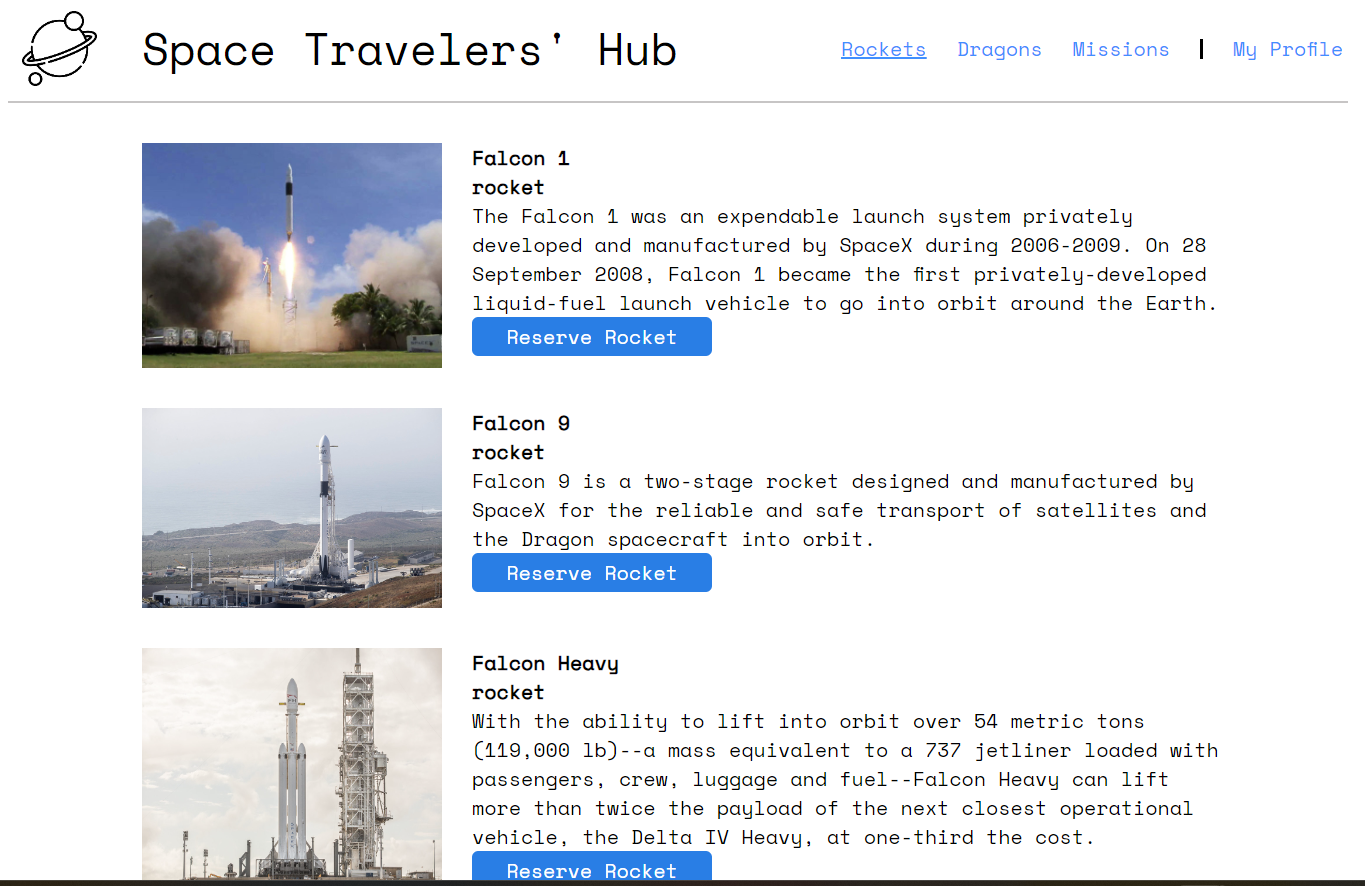 Space Travelers' Hub
Rockets Dragons Missions | My Profile
Falcon 1
rocket
The Falcon 1 was an expendable launch system privately
developed and manufactured by SpaceX during 2006-2009. On 28
September 2008, Falcon 1 became the first privately-developed
liquid-fuel launch vehicle to go into orbit around the Earth.
Reserve Rocket
Falcon 9
rocket
Falcon 9 is a two-stage rocket designed and manufactured by
SpaceX for the reliable and safe transport of satellites and
the Dragon spacecraft into orbit.
Reserve Rocket
Falcon Heavy
rocket
With the ability to lift into orbit over 54 metric tons
(119,000 lb)--a mass equivalent to a 737 jetliner loaded with
passengers, crew, luggage and fuel--Falcon Heavy can lift
more than twice the payload of the next closest operational
vehicle, the Delta IV Heavy, at one-third the cost.
Reserve Rocket